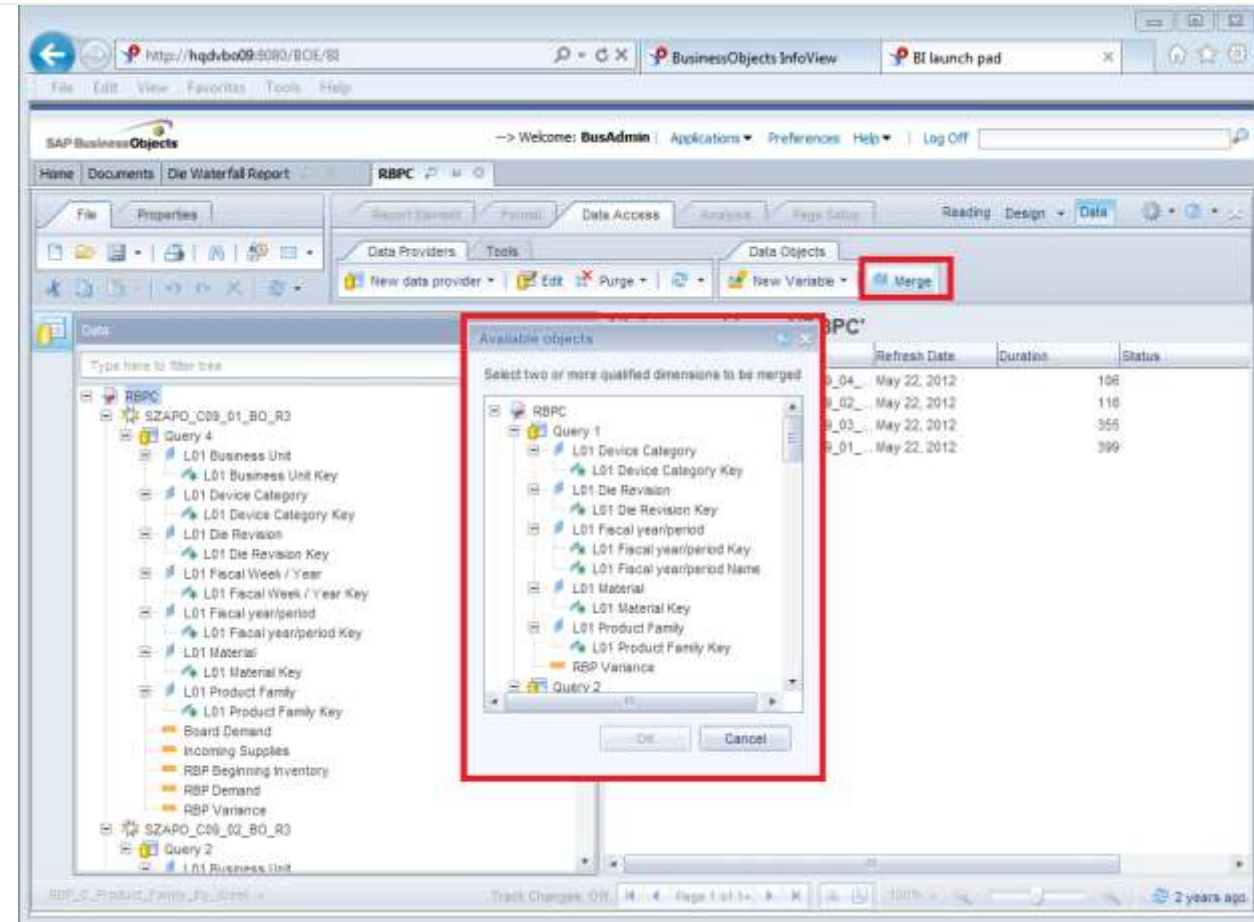 http://hqdvbo09:8080/BOE/BI
BusinessObjects InfoView
BI launch pad
File Edit View Favorites Tools Help
SAP BusinessObjects
--> Welcome: BusAdmin | Applications Preferences Help | Log Off
Home Documents Die Waterfall Report RBPC
File Properties
Report Element Format Data Access Analysis Page Setup
Reading Design Data
Data Providers Tools
Data Objects
New data provider Edit Purge
New Variable Merge
Data
Type here to filter tree
RBPC
SZAPO_C09_01_BO_R3
Query 4
L01 Business Unit
L01 Business Unit Key
L01 Device Category
L01 Device Category Key
L01 Die Revision
L01 Die Revision Key
L01 Fiscal Week / Year
L01 Fiscal Week / Year Key
L01 Fiscal year/period
L01 Fiscal year/period Key
L01 Material
L01 Material Key
L01 Product Family
L01 Product Family Key
Board Demand
Incoming Supplies
RBP Beginning Inventory
RBP Demand
RBP Variance
SZAPO_C09_02_BO_R3
Query 2
L01 Business Unit
Available objects
Select two or more qualified dimensions to be merged
RBPC
Query 1
L01 Device Category
L01 Device Category Key
L01 Die Revision
L01 Die Revision Key
L01 Fiscal year/period
L01 Fiscal year/period Key
L01 Fiscal year/period Name
L01 Material
L01 Material Key
L01 Product Family
L01 Product Family Key
RBP Variance
Query 2
OK Cancel
BPC'
Refresh Date Duration Status
9_04_... May 22, 2012 106
9_02_... May 22, 2012 118
9_03_... May 22, 2012 355
9_01_... May 22, 2012 399
Track Changes: Off
Page 1 of 1+
100%
2 years ago